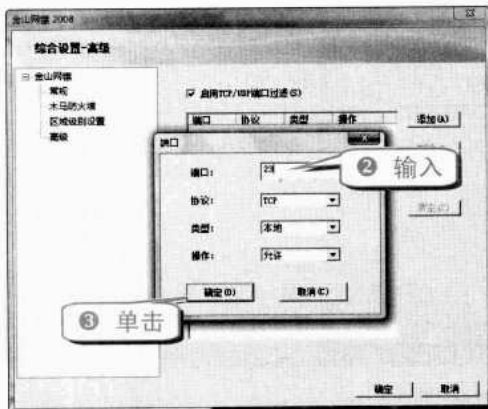 金山网镖 2008
综合设置-高级
金山网镖
常规
木马防火墙
区域级别设置
高级
启用TCP/UDP端口过滤(S)
端口 协议 类型 操作
添加(A)
端口
端口: 23
❷ 输入
协议: TCP
类型: 本地
操作: 允许
确定(O) 取消(C)
❸ 单击
确定 取消